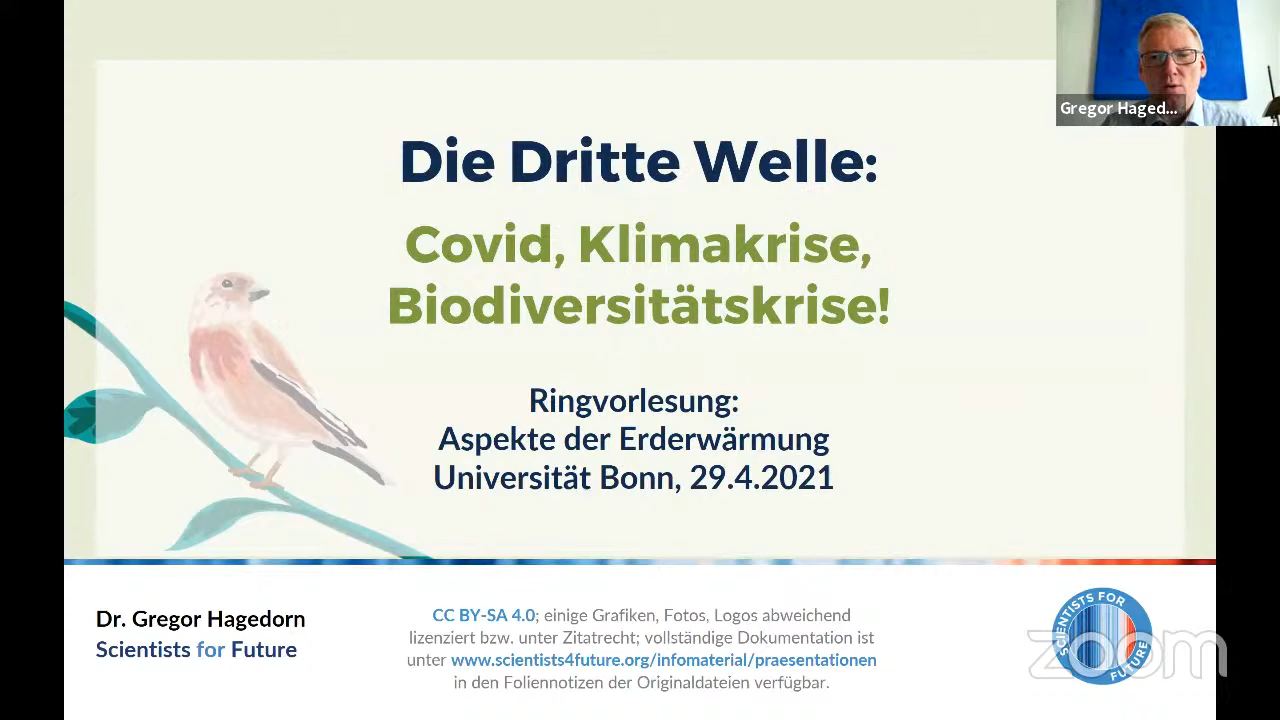 Gregor Haged...
Die Dritte Welle:
Covid, Klimakrise,
Biodiversitätskrise!
Ringvorlesung:
Aspekte der Erderwärmung
Universität Bonn, 29.4.2021
Dr. Gregor Hagedorn
Scientists for Future
CC BY-SA 4.0; einige Grafiken, Fotos, Logos abweichend
lizenziert bzw. unter Zitatrecht; vollständige Dokumentation ist
unter www.scientists4future.org/infomaterial/praesentationen
in den Foliennotizen der Originaldateien verfügbar.
SCIENTISTS FOR
FUTURE
zoom